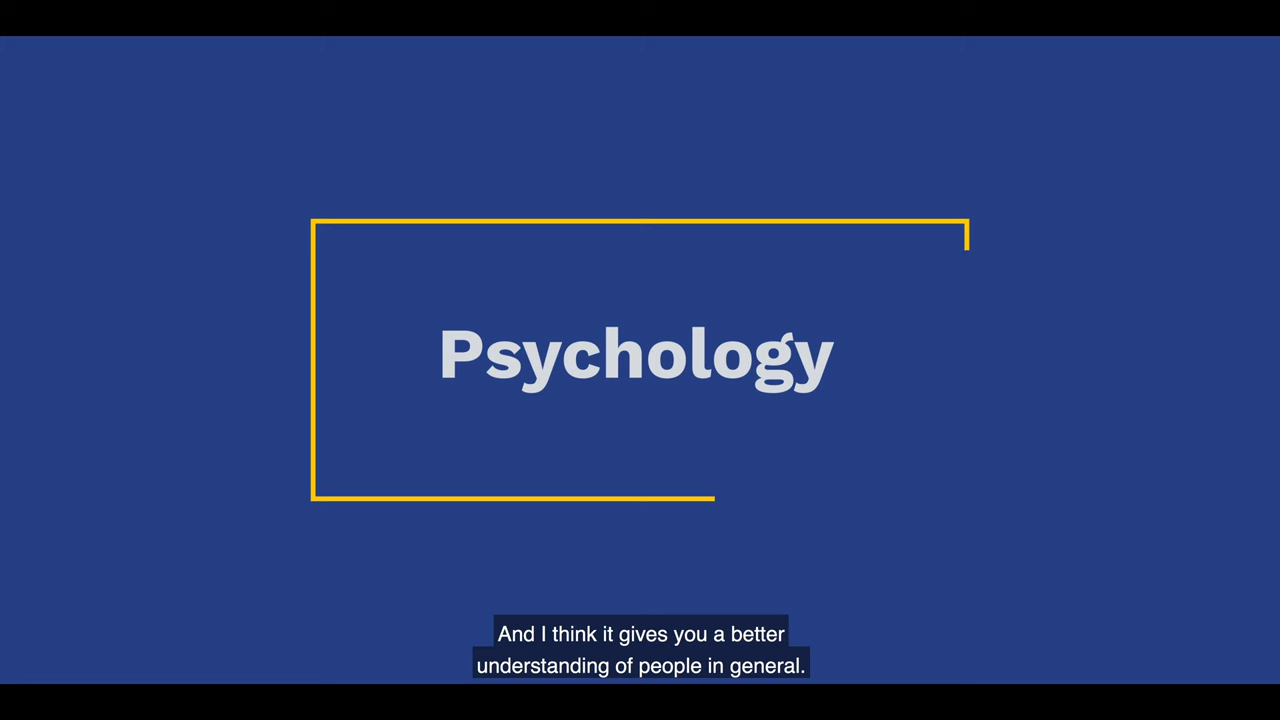 Psychology
And I think it gives you a better
understanding of people in general.